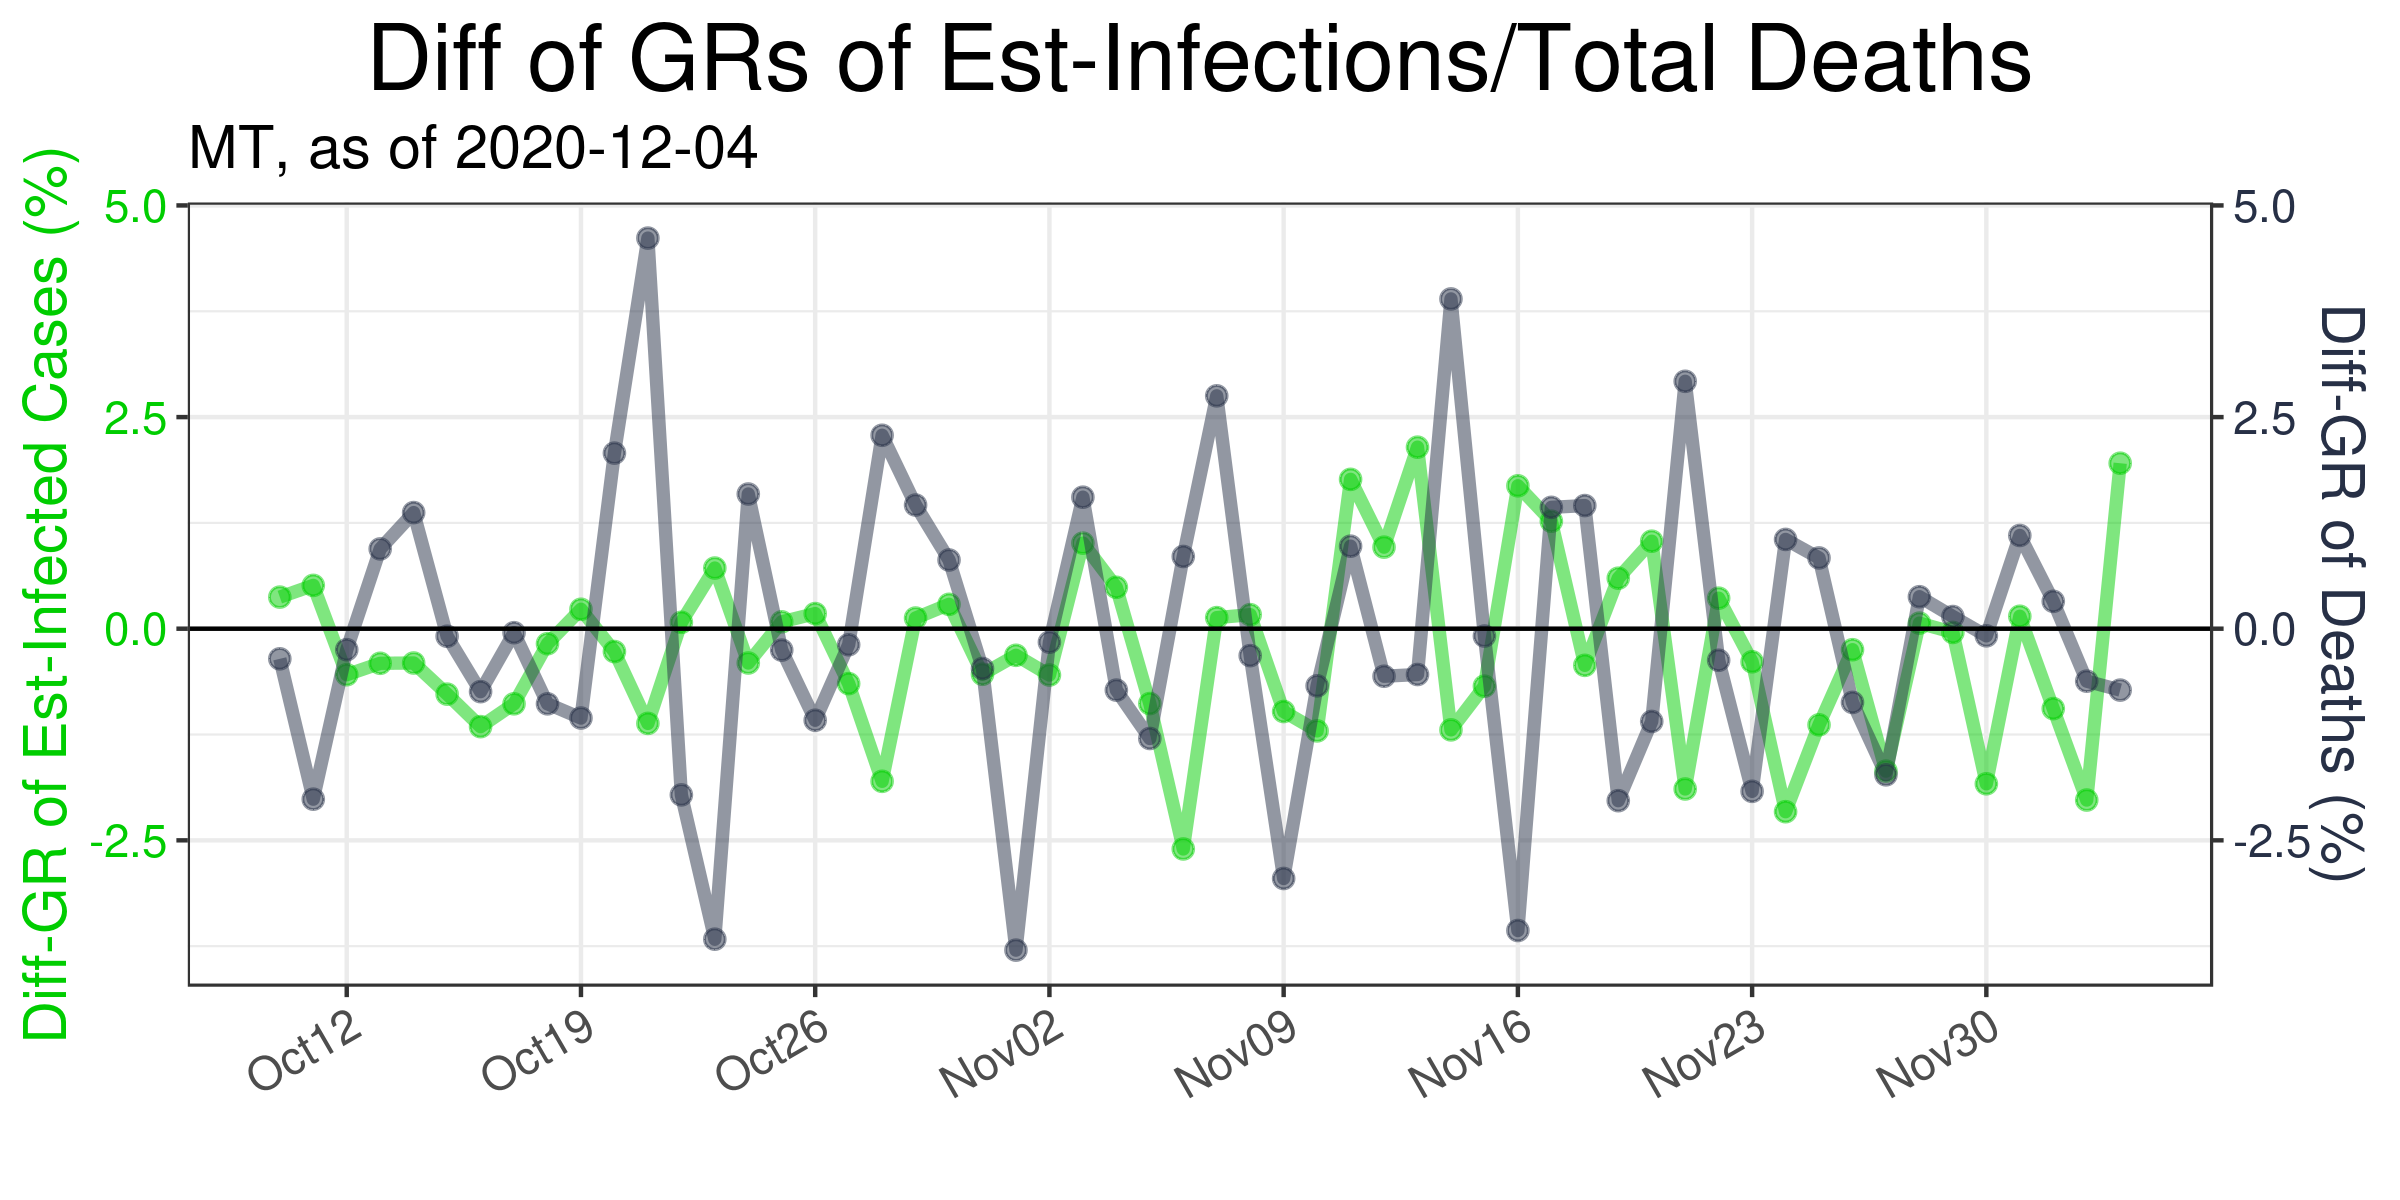 Diff of GRs of Est-Infections/Total Deaths
MT, as of 2020-12-04
Diff-GR of Est-Infected Cases (%)
5.0
2.5
0.0
-2.5
5.0
2.5
0.0
-2.5
Diff-GR of Deaths (%)
Oct12 Oct19 Oct26 Nov02 Nov09 Nov16 Nov23 Nov30